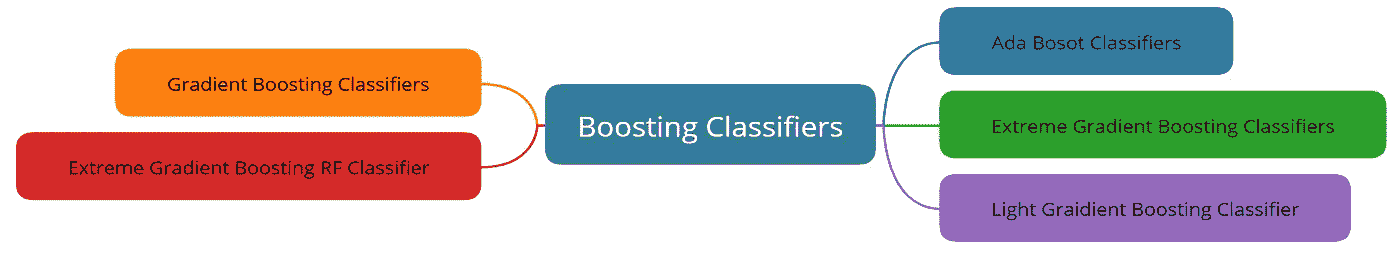 Gradient Boosting Classifiers
Extreme Gradient Boosting RF Classifier
Boosting Classifiers
Ada Bosot Classifiers
Extreme Gradient Boosting Classifiers
Light Graidient Boosting Classifier